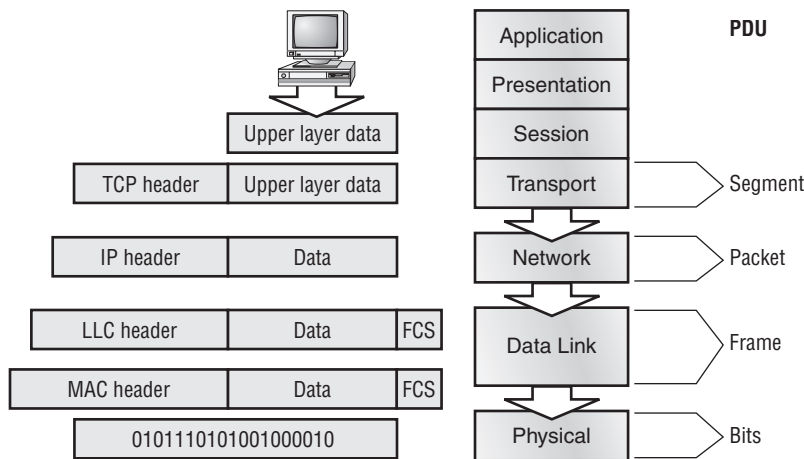 PDU
Application
Presentation
Session
Upper layer data
TCP header Upper layer data
Transport
Segment
IP header Data
Network
Packet
LLC header Data FCS
Data Link
Frame
MAC header Data FCS
0101110101001000010
Physical
Bits